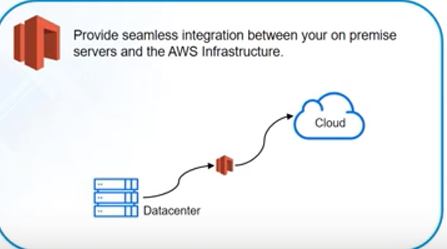 Provide seamless integration between your on premise
servers and the AWS Infrastructure.
Cloud
Datacenter